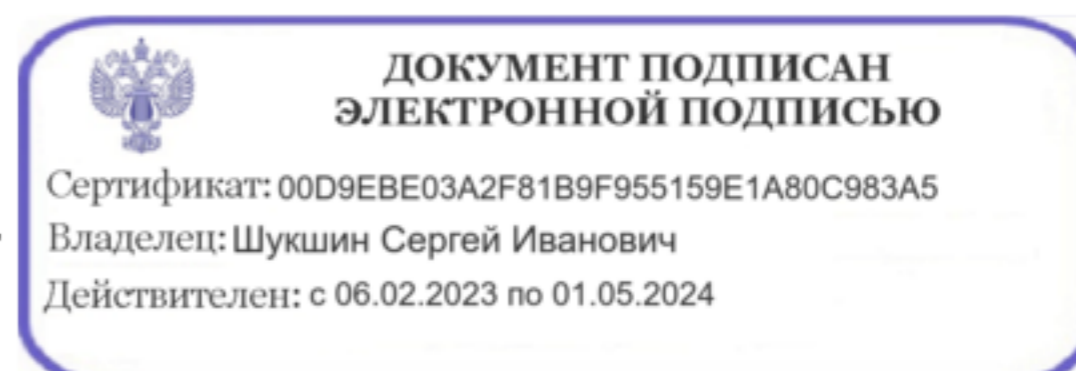 ДОКУМЕНТ ПОДПИСАН
ЭЛЕКТРОННОЙ ПОДПИСЬЮ
Сертификат: 00D9EBE03A2F81B9F955159E1A80C983A5
Владелец: Шукшин Сергей Иванович
Действителен: с 06.02.2023 по 01.05.2024